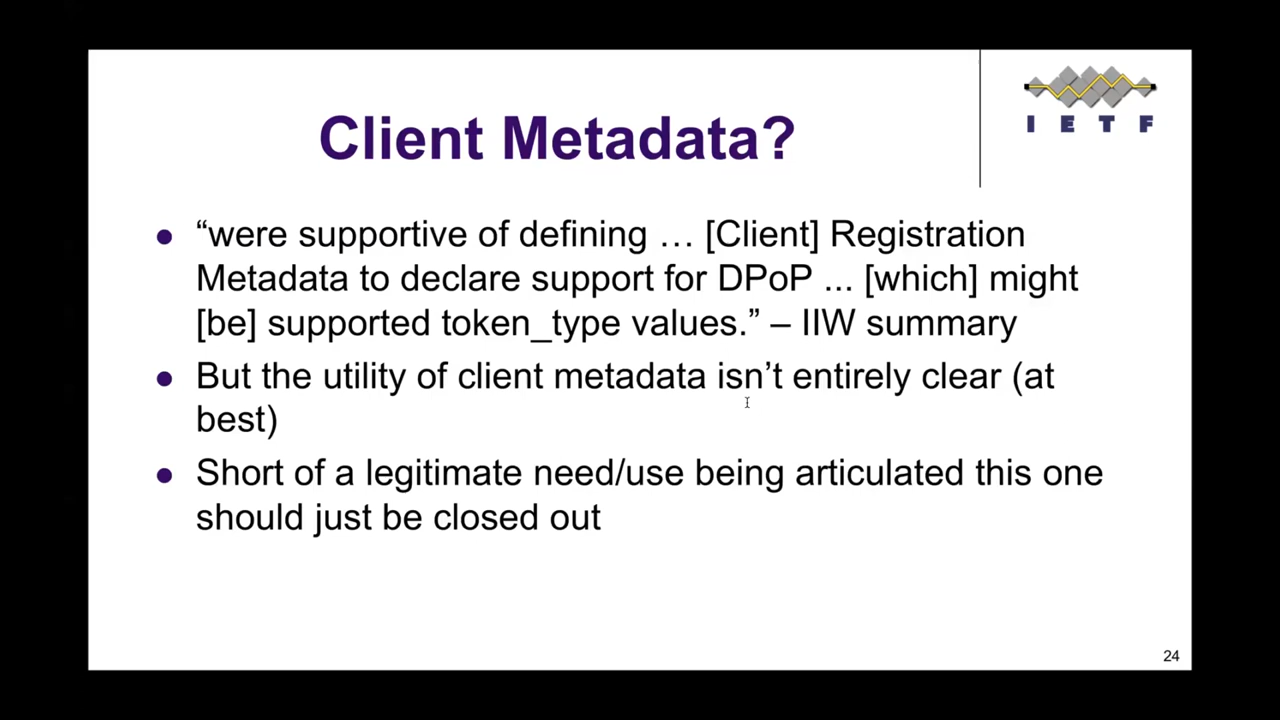 Client Metadata?
I E T F
● “were supportive of defining … [Client] Registration
Metadata to declare support for DPoP ... [which] might
[be] supported token_type values.” – IIW summary
● But the utility of client metadata isn’t entirely clear (at
best)
● Short of a legitimate need/use being articulated this one
should just be closed out
24